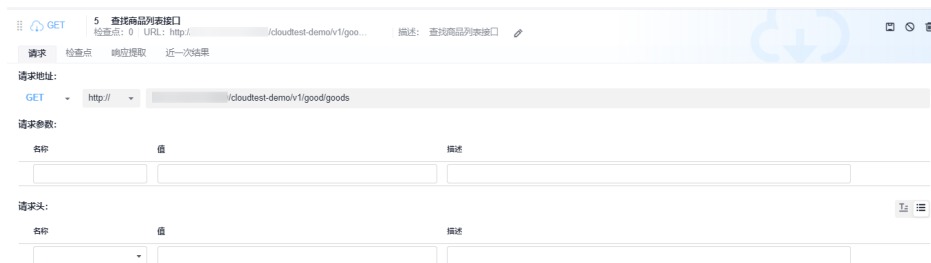 GET
5 查找商品列表接口
检查点: 0 URL: http:/ /cloudtest-demo/v1/goo... 描述: 查找商品列表接口
请求 检查点 响应提取 近一次结果
请求地址:
GET http:// /cloudtest-demo/v1/good/goods
请求参数:
名称 值 描述
请求头:
名称 值 描述